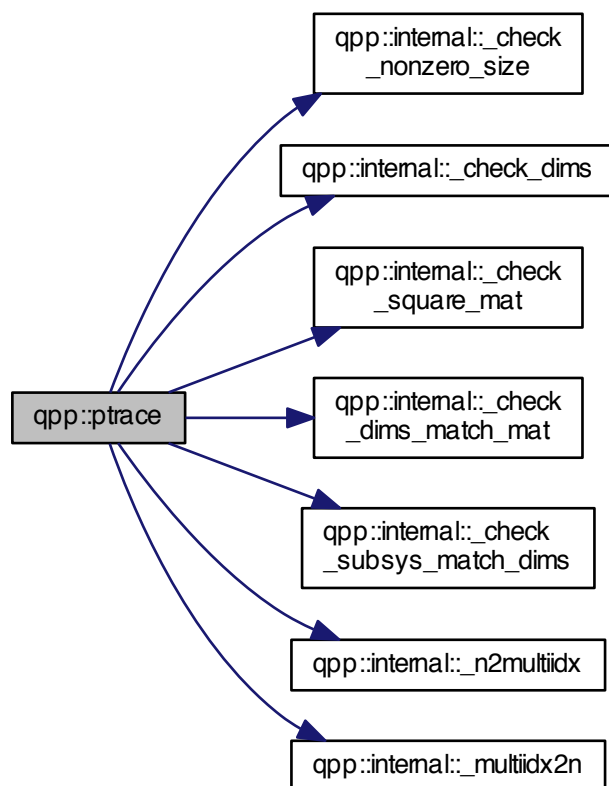 qpp::internal::_check
_nonzero_size
qpp::internal::_check_dims
qpp::internal::_check
_square_mat
qpp::ptrace
qpp::internal::_check
_dims_match_mat
qpp::internal::_check
_subsys_match_dims
qpp::internal::_n2multiidx
qpp::internal::_multiidx2n